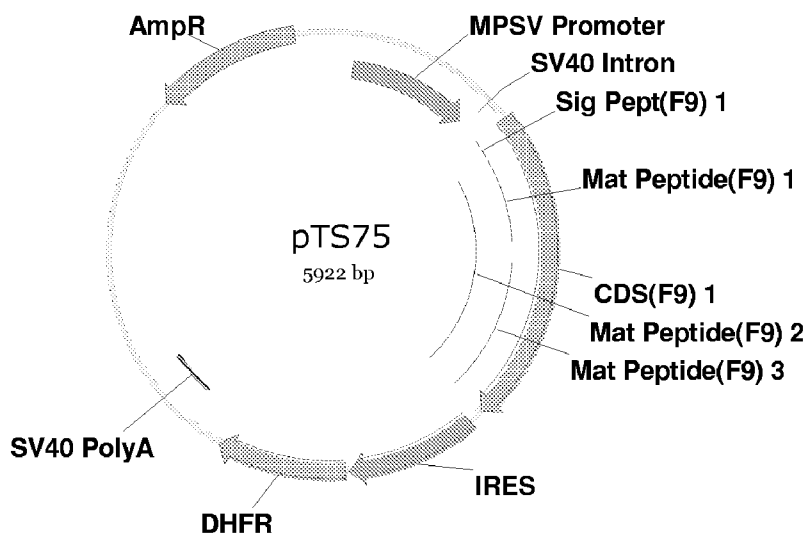 AmpR
MPSV Promoter
SV40 Intron
Sig Pept(F9) 1
Mat Peptide(F9) 1
pTS75
5922 bp
CDS(F9) 1
Mat Peptide(F9) 2
Mat Peptide(F9) 3
SV40 PolyA
IRES
DHFR